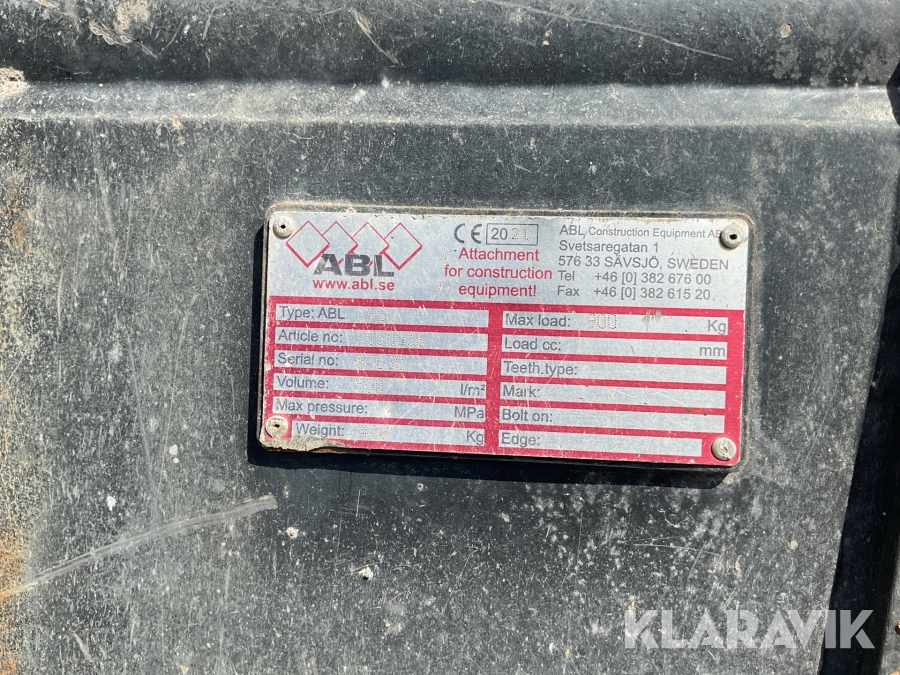 ABL
www.abl.se
CE 2021
Attachment
for construction
equipment!
ABL Construction Equipment AB
Svetsaregatan 1
576 33 SÄVSJÖ, SWEDEN
Tel +46 [0] 382 676 00
Fax +46 [0] 382 615 20
Type: ABL
Article no:
Serial no:
Volume: l/m²
Max pressure: MPa
Weight: Kg
Max load: 900 Kg
Load cc: mm
Teeth.type:
Mark:
Bolt on:
Edge:
KLARAVIK